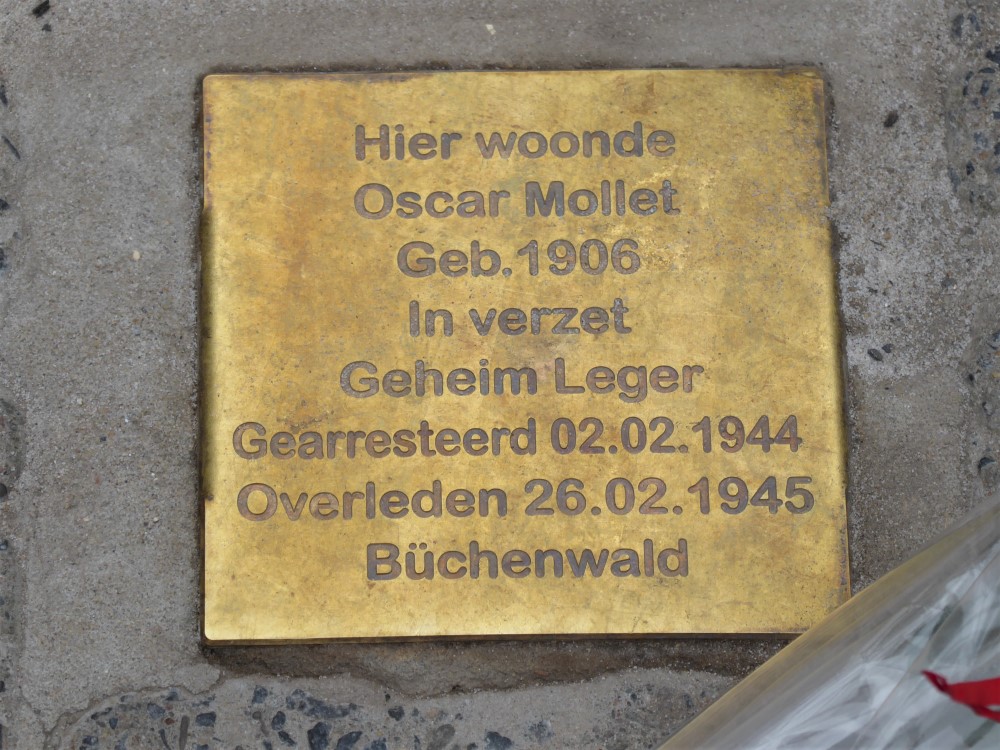 Hier woonde
Oscar Mollet
Geb.1906
In verzet
Geheim Leger
Gearresteerd 02.02.1944
Overleden 26.02.1945
Büchenwald